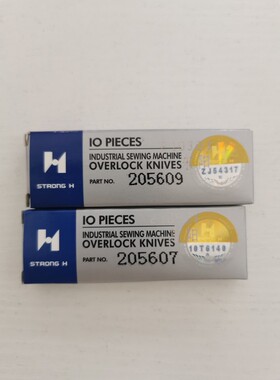 10 PIECES
INDUSTRIAL SEWING MACHINE
OVERLOCK KNIVES
PART NO. 205609
STRONG H
ZJ54317
10 PIECES
INDUSTRIAL SEWING MACHINE
OVERLOCK KNIVES
PART NO. 205607
STRONG H